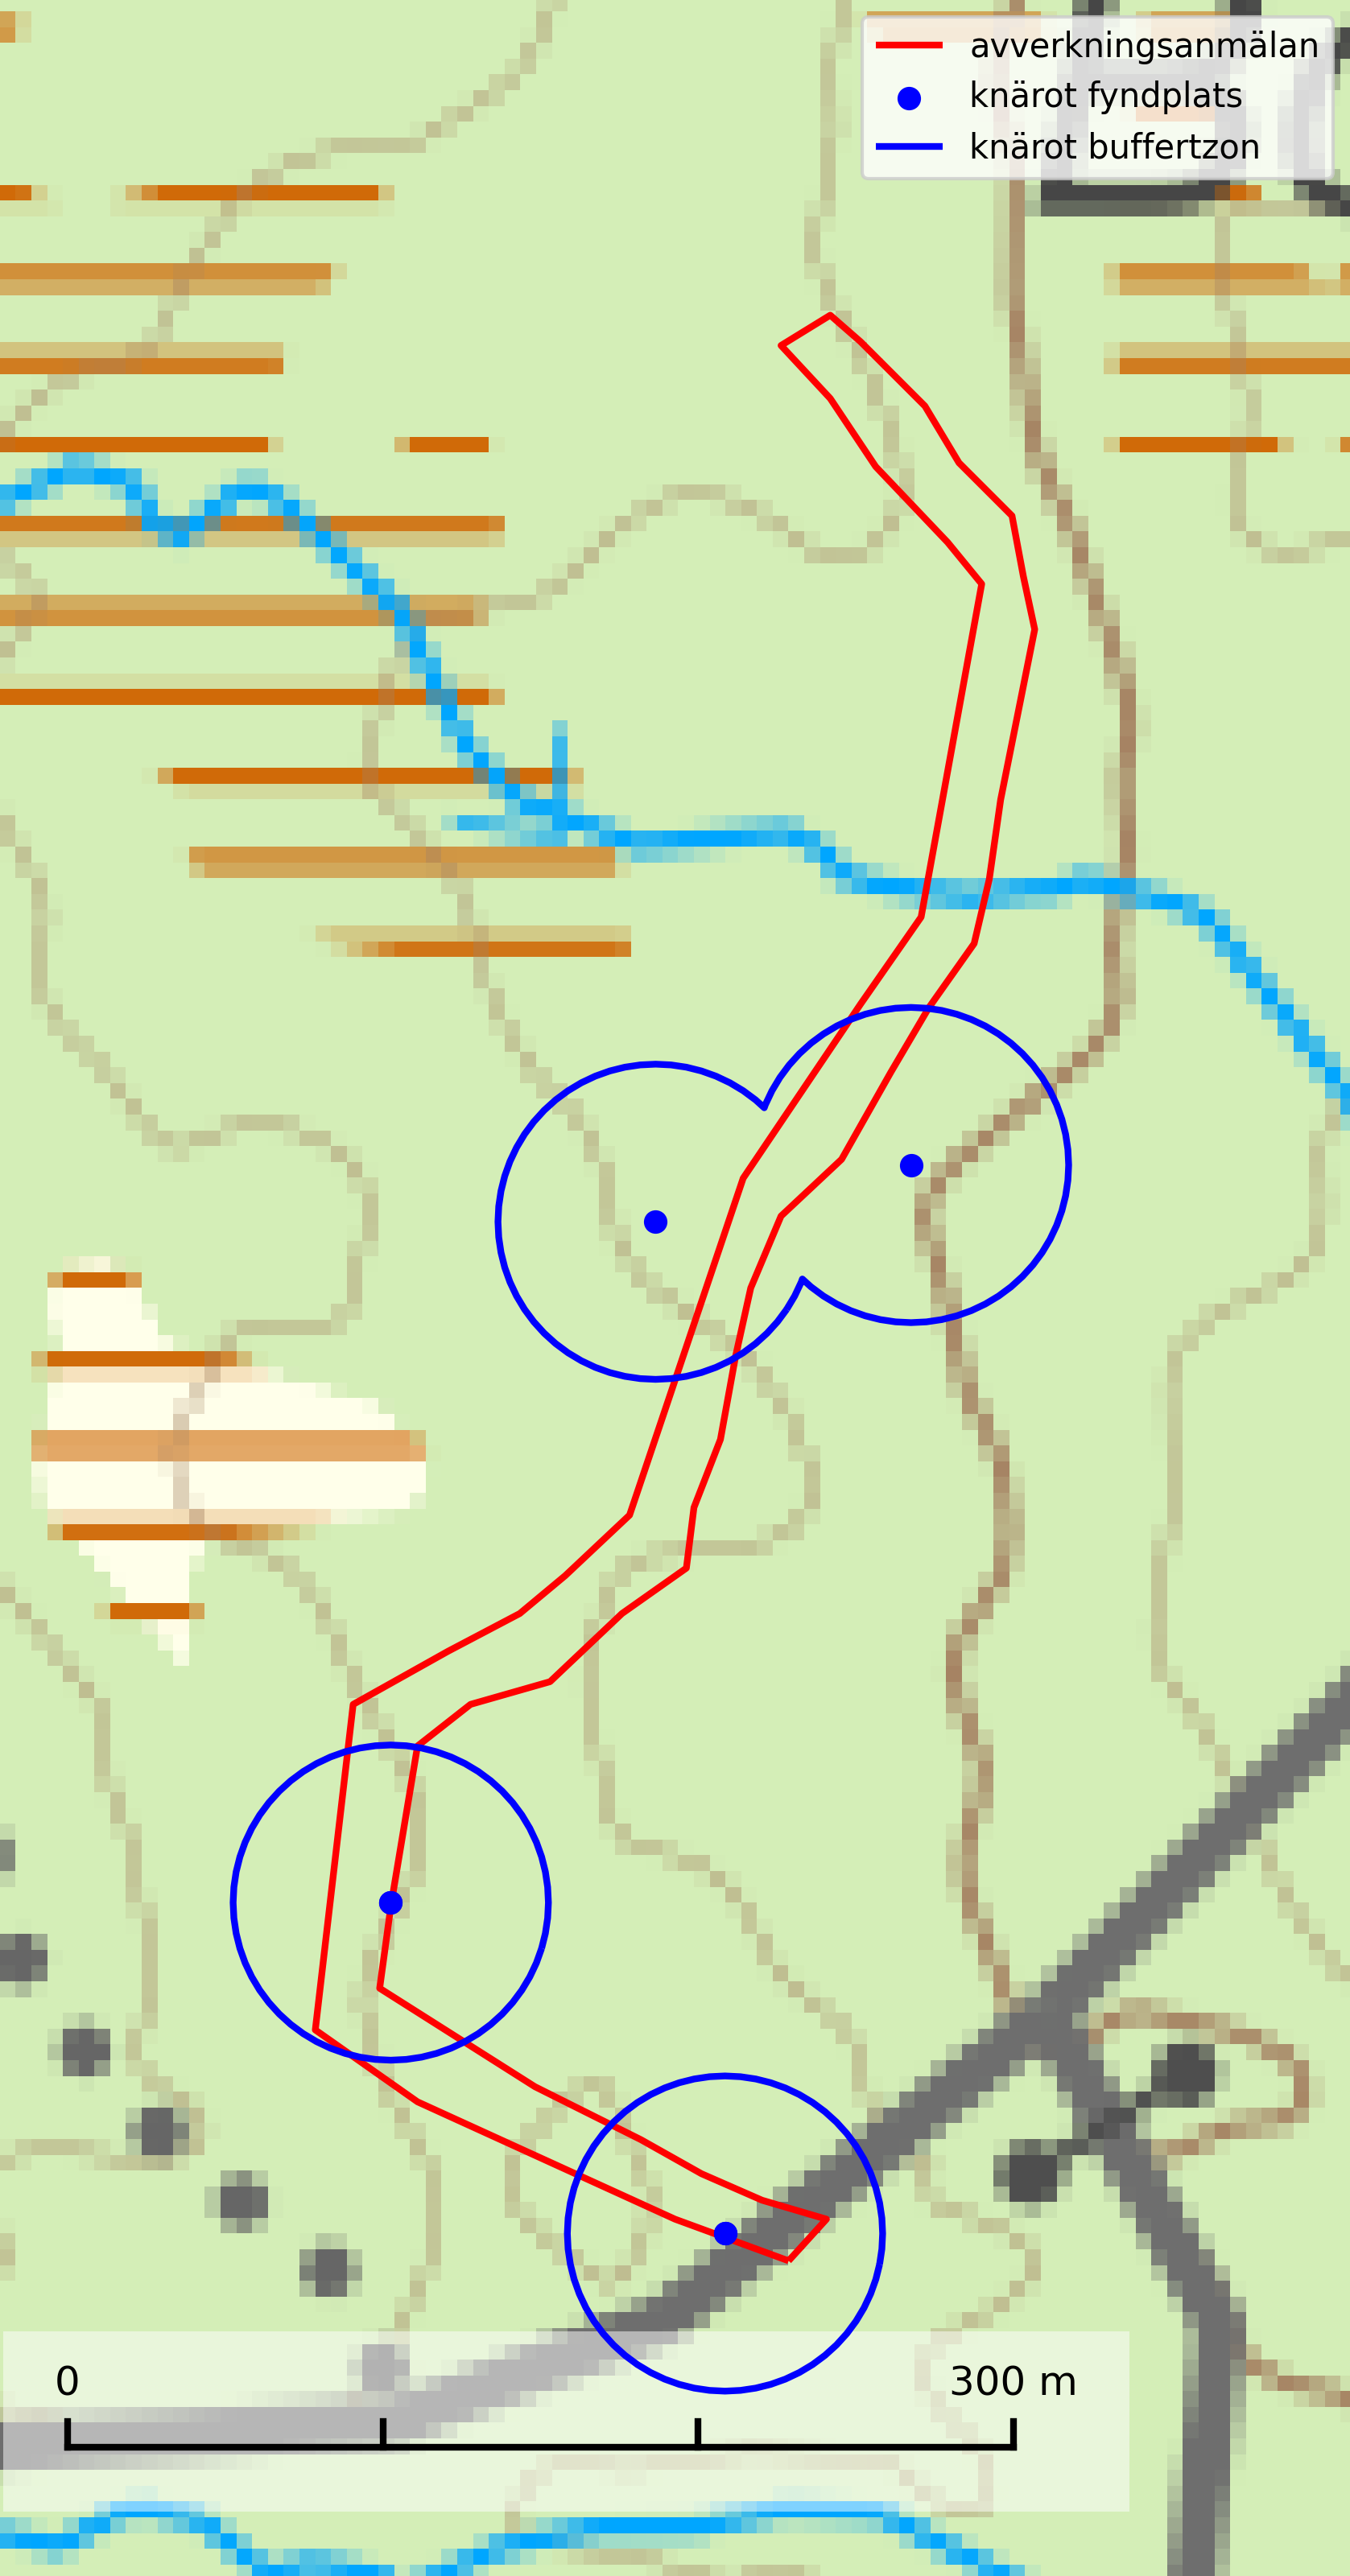 avverkningsanmälan
knärot fyndplats
knärot buffertzon
0 300 m